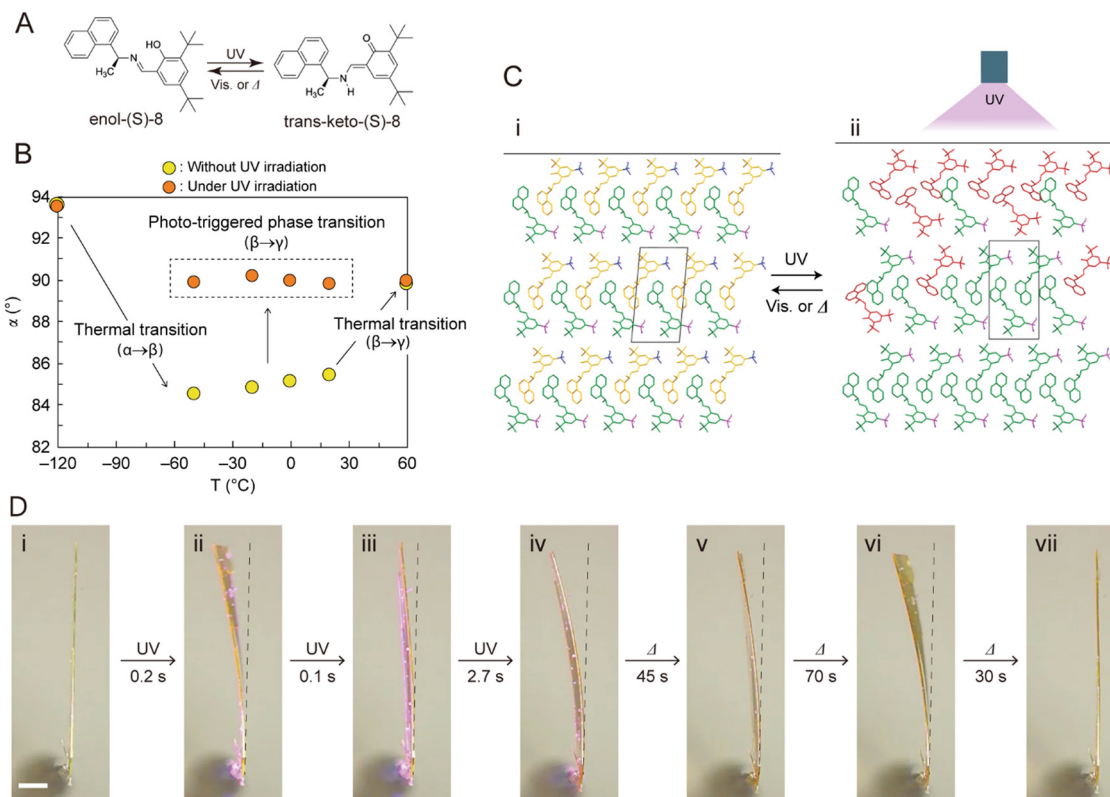 A
HO
N
H₃C
enol-(S)-8
UV
Vis. or Δ
O
N
H₃C
H
trans-keto-(S)-8
B
: Without UV irradiation
: Under UV irradiation
94
92
90
88
86
84
82
α (°)
Photo-triggered phase transition
(β→γ)
Thermal transition
(α→β)
Thermal transition
(β→γ)
–120
–90
–60
–30
0
30
60
T (°C)
C
i
UV
Vis. or Δ
UV
ii
D
i
UV
0.2 s
ii
UV
0.1 s
iii
UV
2.7 s
iv
Δ
45 s
v
Δ
70 s
vi
Δ
30 s
vii